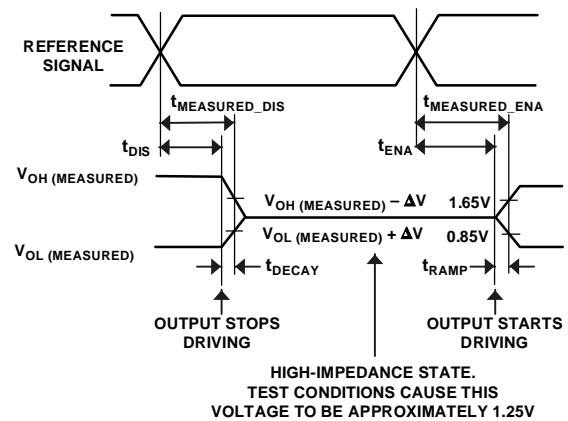 REFERENCE
SIGNAL
tMEASURED_DIS
tMEASURED_ENA
tDIS
tENA
VOH (MEASURED)
VOH (MEASURED) − ΔV
1.65V
VOL (MEASURED) + ΔV
0.85V
VOL (MEASURED)
tDECAY
tRAMP
OUTPUT STOPS
DRIVING
OUTPUT STARTS
DRIVING
HIGH-IMPEDANCE STATE.
TEST CONDITIONS CAUSE THIS
VOLTAGE TO BE APPROXIMATELY 1.25V